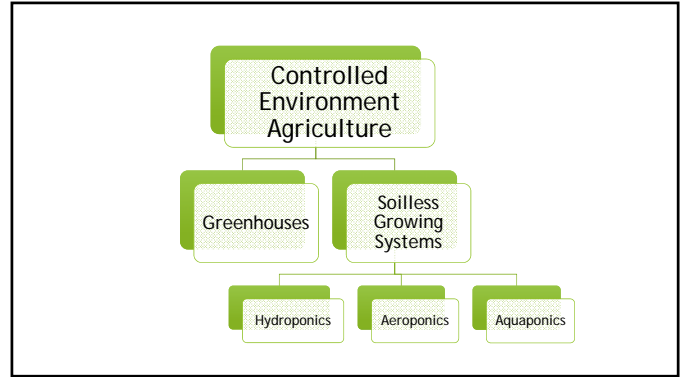 Controlled
Environment
Agriculture
Greenhouses
Soilless
Growing
Systems
Hydroponics
Aeroponics
Aquaponics